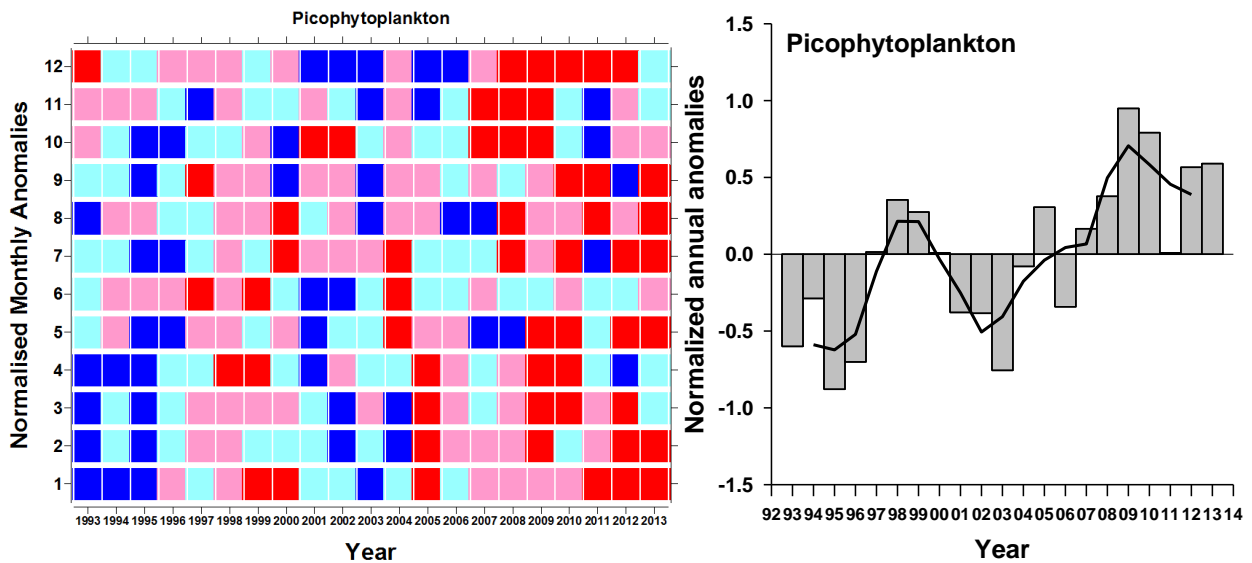 Picophytoplankton
Normalised Monthly Anomalies
12
11
10
9
8
7
6
5
4
3
2
1
1993 1994 1995 1996 1997 1998 1999 2000 2001 2002 2003 2004 2005 2006 2007 2008 2009 2010 2011 2012 2013
Year
Picophytoplankton
Normalized annual anomalies
1.5
1.0
0.5
0.0
-0.5
-1.0
-1.5
92 93 94 95 96 97 98 99 00 01 02 03 04 05 06 07 08 09 10 11 12 13 14
Year